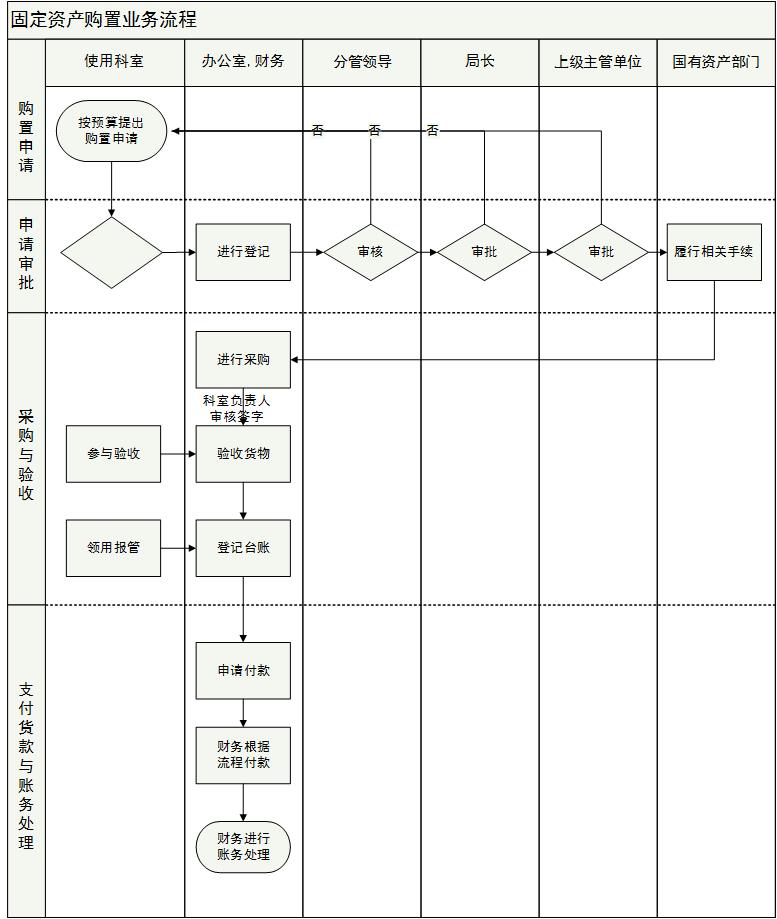 固定资产购置业务流程
使用科室
办公室,财务
分管领导
局长
上级主管单位
国有资产部门
购置申请
按预算提出
购置申请
否
否
否
申请审批
进行登记
审核
审批
审批
履行相关手续
采购与验收
进行采购
科室负责人
审核签字
参与验收
验收货物
领用报管
登记台账
支付货款与账务处理
申请付款
财务根据
流程付款
财务进行
账务处理